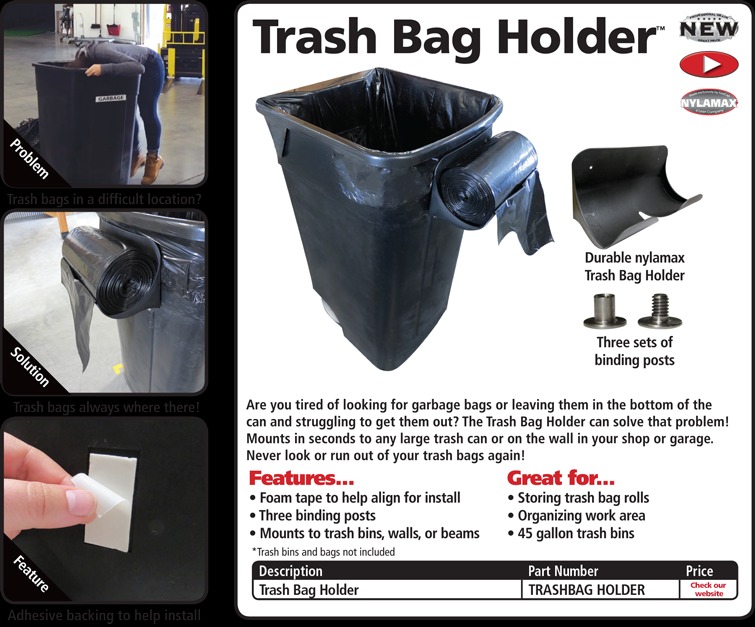 Trash Bag Holder™
NEW
NYLAMAX
GARBAGE
Problem
Trash bags in a difficult location?
Solution
Trash bags always where there!
Feature
Adhesive backing to help install
Durable nylamax
Trash Bag Holder
Three sets of
binding posts
Are you tired of looking for garbage bags or leaving them in the bottom of the
can and struggling to get them out? The Trash Bag Holder can solve that problem!
Mounts in seconds to any large trash can or on the wall in your shop or garage.
Never look or run out of your trash bags again!
Features...
• Foam tape to help align for install
• Three binding posts
• Mounts to trash bins, walls, or beams
*Trash bins and bags not included
Great for...
• Storing trash bag rolls
• Organizing work area
• 45 gallon trash bins
Description Part Number Price
Trash Bag Holder TRASHBAG HOLDER Check our
website